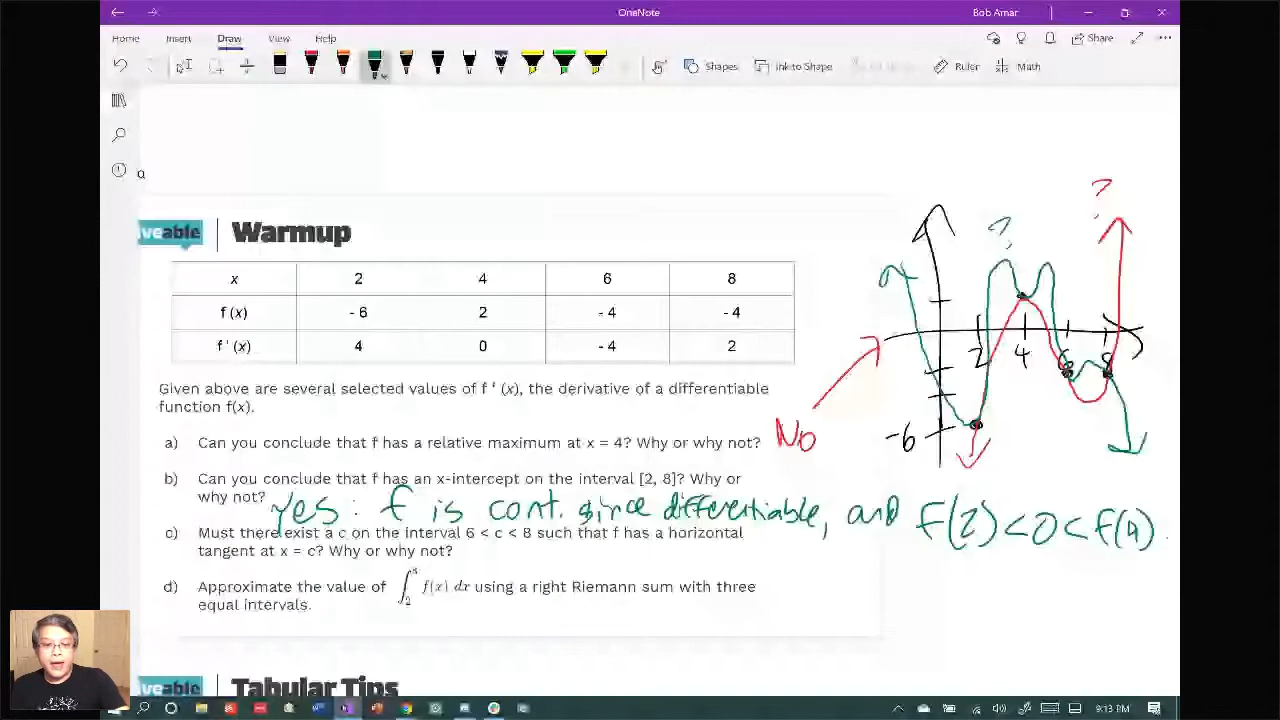 OneNote
Bob Amar
Home Insert Draw View Help
Share
Shapes
Ink to Shape
Ruler
Math
a
iveable Warmup
x 2 4 6 8
f (x) - 6 2 - 4 - 4
f ' (x) 4 0 - 4 2
Given above are several selected values of f ' (x), the derivative of a differentiable
function f(x).
a) Can you conclude that f has a relative maximum at x = 4? Why or why not?
NO
b) Can you conclude that f has an x-intercept on the interval [2, 8]? Why or
why not?
Yes: f is cont. since differentiable, and f(2) < 0 < f(4).
c) Must there exist a c on the interval 6 < c < 8 such that f has a horizontal
tangent at x = c? Why or why not?
d) Approximate the value of ∫₂⁸ f(x) dx using a right Riemann sum with three
equal intervals.
? ?
2 4 6 8
-6
iveable Tabular Tips
9:13 PM